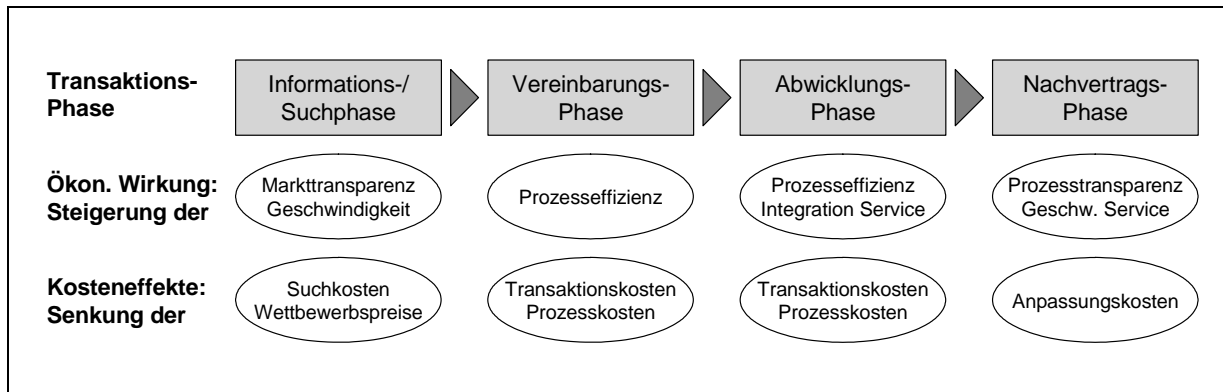 Transaktions-
Phase
Informations-/
Suchphase
Vereinbarungs-
Phase
Abwicklungs-
Phase
Nachvertrags-
Phase
Ökon. Wirkung:
Steigerung der
Markttransparenz
Geschwindigkeit
Prozesseffizienz
Prozesseffizienz
Integration Service
Prozesstransparenz
Geschw. Service
Kosteneffekte:
Senkung der
Suchkosten
Wettbewerbspreise
Transaktionskosten
Prozesskosten
Transaktionskosten
Prozesskosten
Anpassungskosten